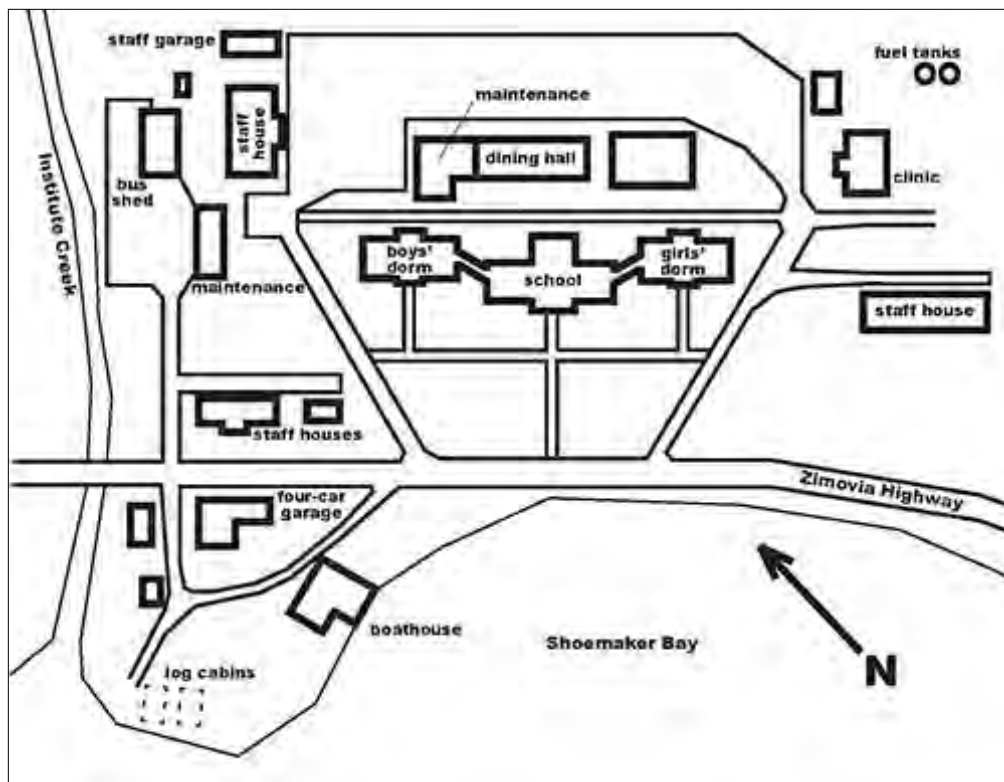 staff garage
fuel tanks
maintenance
staff
house
dining hall
clinic
bus
shed
Institute Creek
boys'
dorm
girls'
dorm
school
maintenance
staff house
staff houses
four-car
garage
Zimovia Highway
boathouse
Shoemaker Bay
N
log cabins